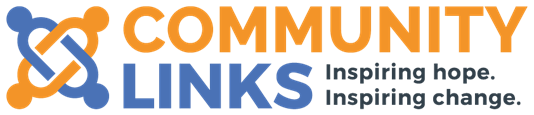 COMMUNITY
LINKS
Inspiring hope.
Inspiring change.